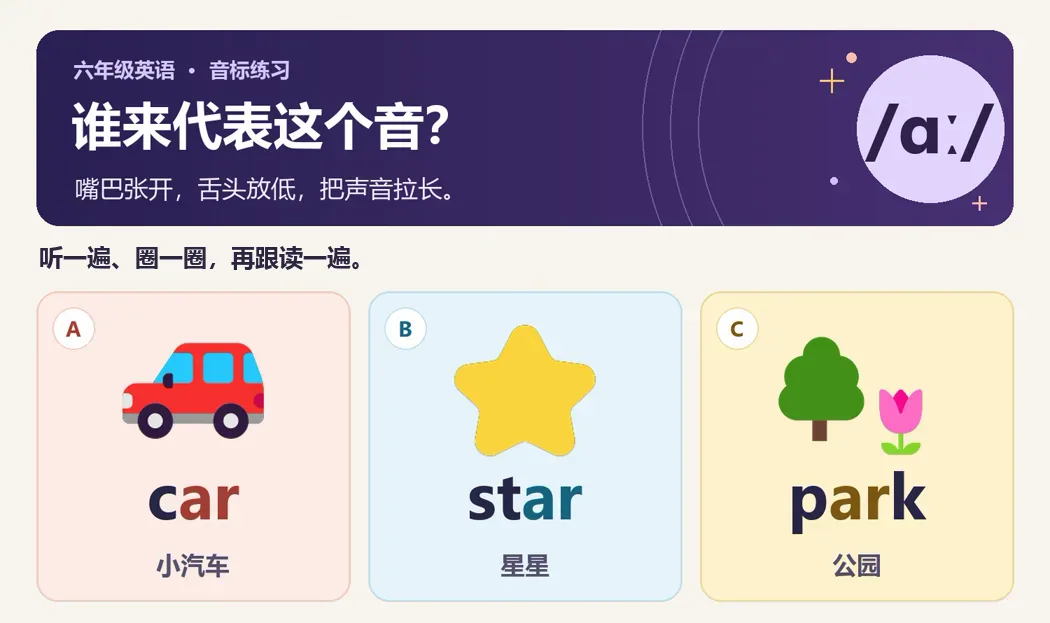 六年级英语 · 音标练习
谁来代表这个音？
/ɑː/
嘴巴张开，舌头放低，把声音拉长。
听一遍、圈一圈，再跟读一遍。
A
car
小汽车
B
star
星星
C
park
公园